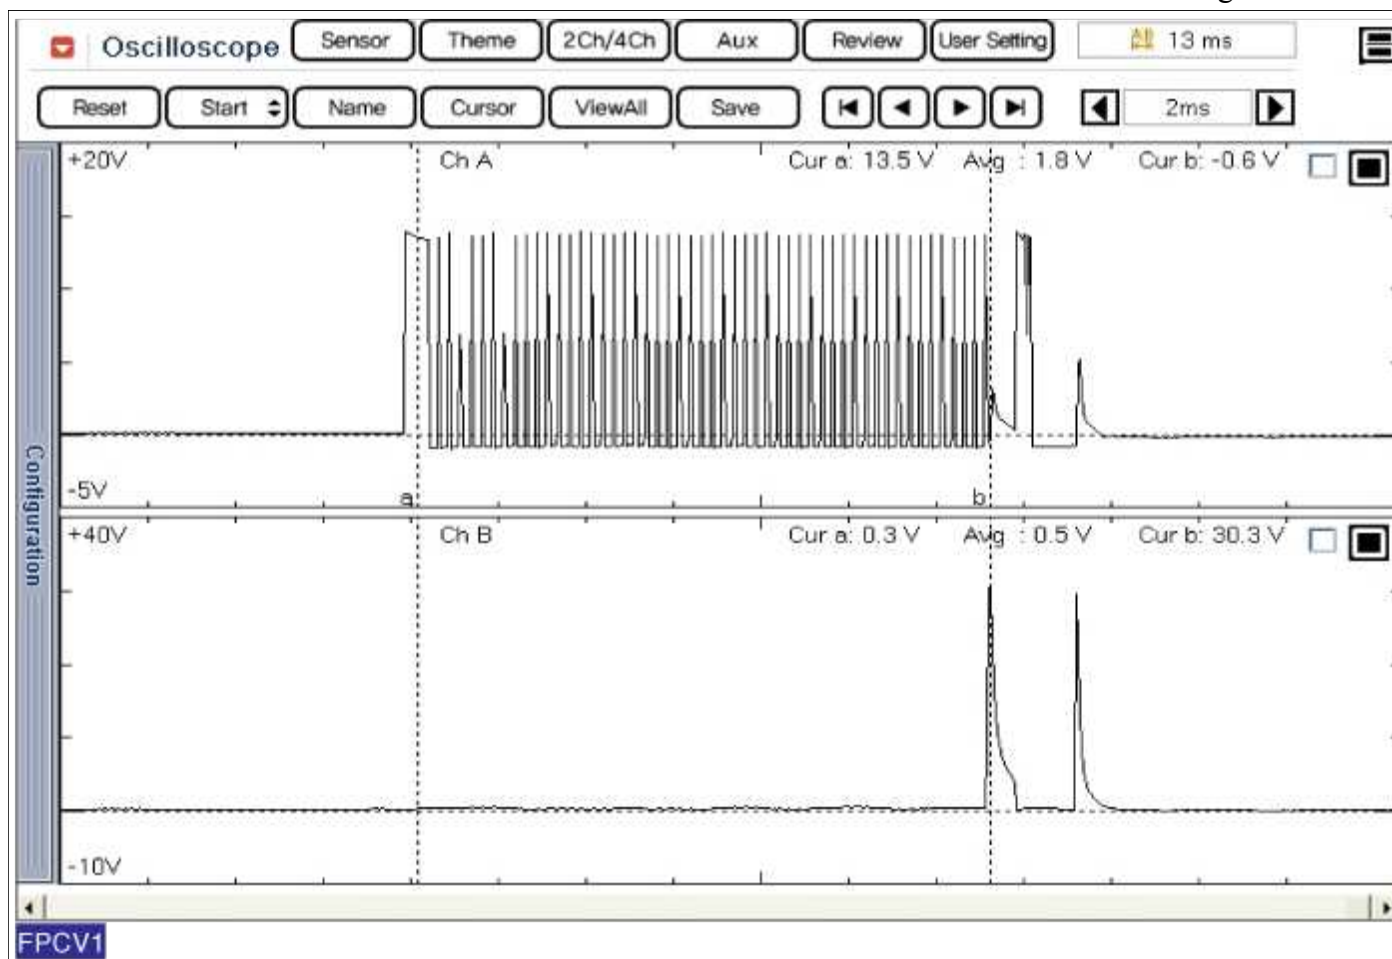 Oscilloscope Sensor Theme 2Ch/4Ch Aux Review User Setting 13 ms
Reset Start Name Cursor ViewAll Save 2ms
+20V Ch A Cur a: 13.5 V Avg : 1.8 V Cur b: -0.6 V
Configuration
-5V a b
+40V Ch B Cur a: 0.3 V Avg : 0.5 V Cur b: 30.3 V
-10V
FPCV1